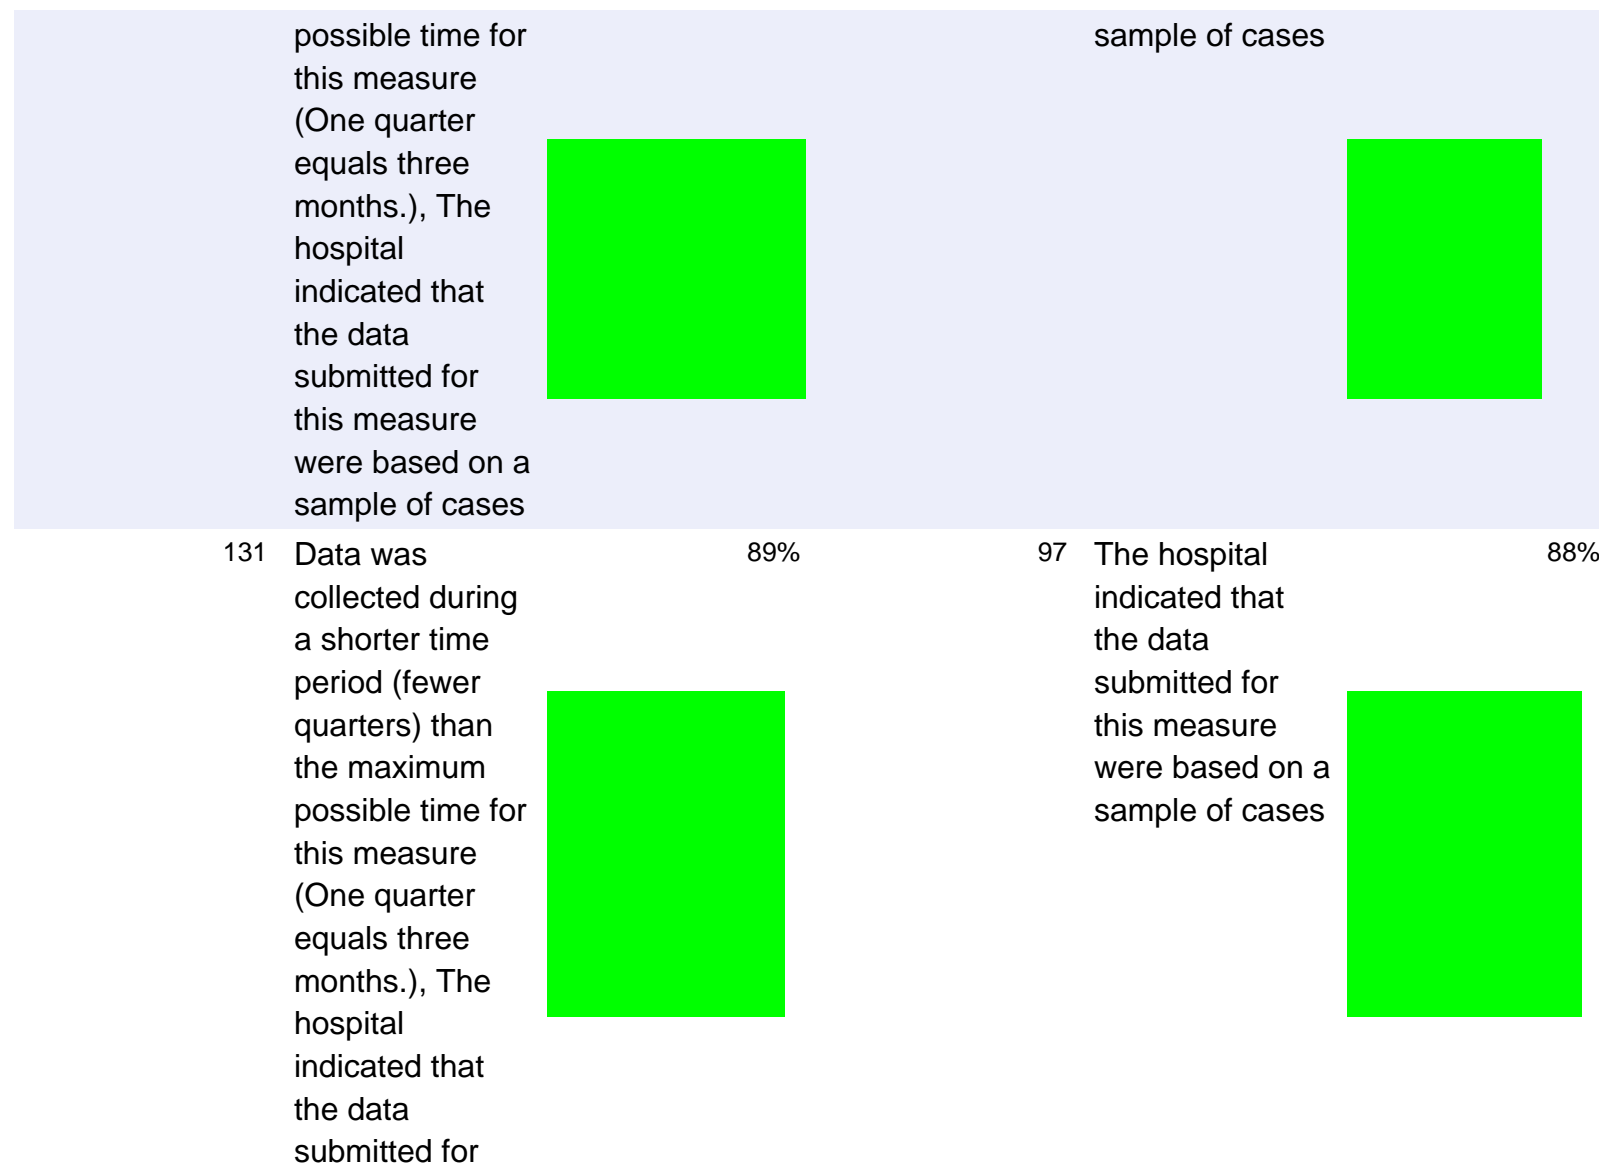 possible time for
this measure
(One quarter
equals three
months.), The
hospital
indicated that
the data
submitted for
this measure
were based on a
sample of cases
sample of cases
131
Data was
collected during
a shorter time
period (fewer
quarters) than
the maximum
possible time for
this measure
(One quarter
equals three
months.), The
hospital
indicated that
the data
submitted for
89%
97
The hospital
indicated that
the data
submitted for
this measure
were based on a
sample of cases
88%